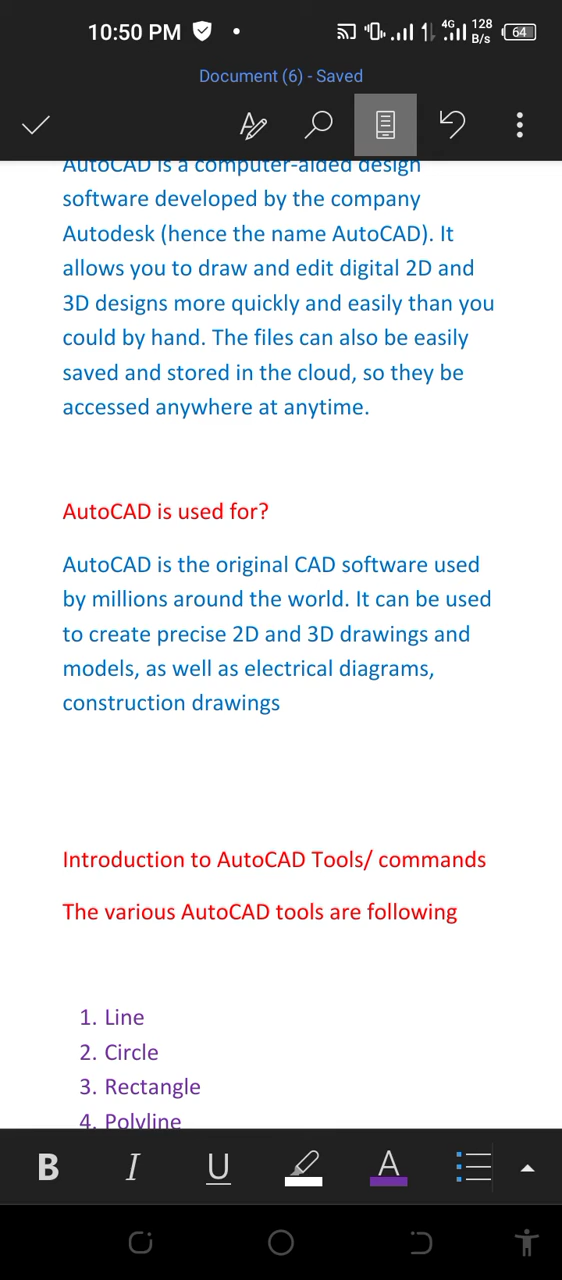 10:50 PM
4G 128 B/s 64
Document (6) - Saved
AutoCAD is a computer-aided design
software developed by the company
Autodesk (hence the name AutoCAD). It
allows you to draw and edit digital 2D and
3D designs more quickly and easily than you
could by hand. The files can also be easily
saved and stored in the cloud, so they be
accessed anywhere at anytime.
AutoCAD is used for?
AutoCAD is the original CAD software used
by millions around the world. It can be used
to create precise 2D and 3D drawings and
models, as well as electrical diagrams,
construction drawings
Introduction to AutoCAD Tools/ commands
The various AutoCAD tools are following
1. Line
2. Circle
3. Rectangle
4. Polyline
B I U A